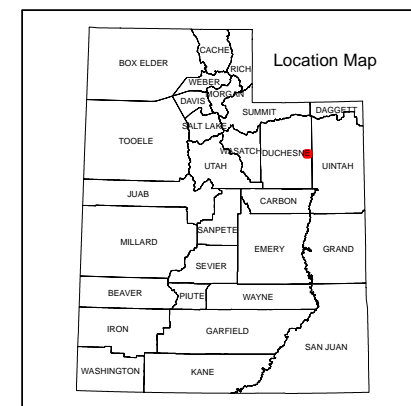 Location Map
BOX ELDER
CACHE
RICH
WEBER
MORGAN
DAVIS
SUMMIT
DAGGETT
SALT LAKE
TOOELE
WASATCH
DUCHESNE
UTAH
UINTAH
JUAB
CARBON
SANPETE
MILLARD
EMERY
GRAND
SEVIER
BEAVER
PIUTE
WAYNE
IRON
GARFIELD
SAN JUAN
WASHINGTON
KANE